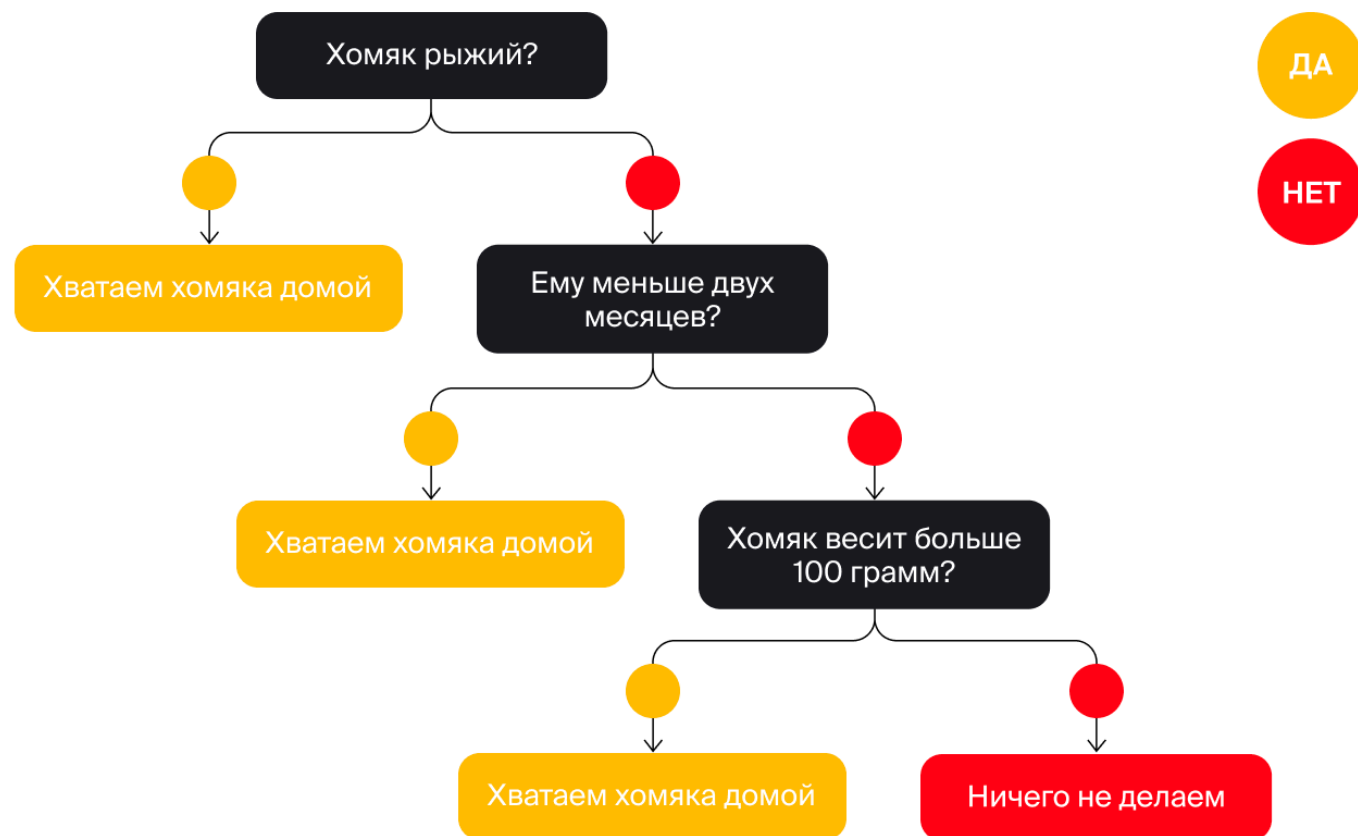 Хомяк рыжий?
ДА
НЕТ
Хватаем хомяка домой
Ему меньше двух
месяцев?
Хватаем хомяка домой
Хомяк весит больше
100 грамм?
Хватаем хомяка домой
Ничего не делаем